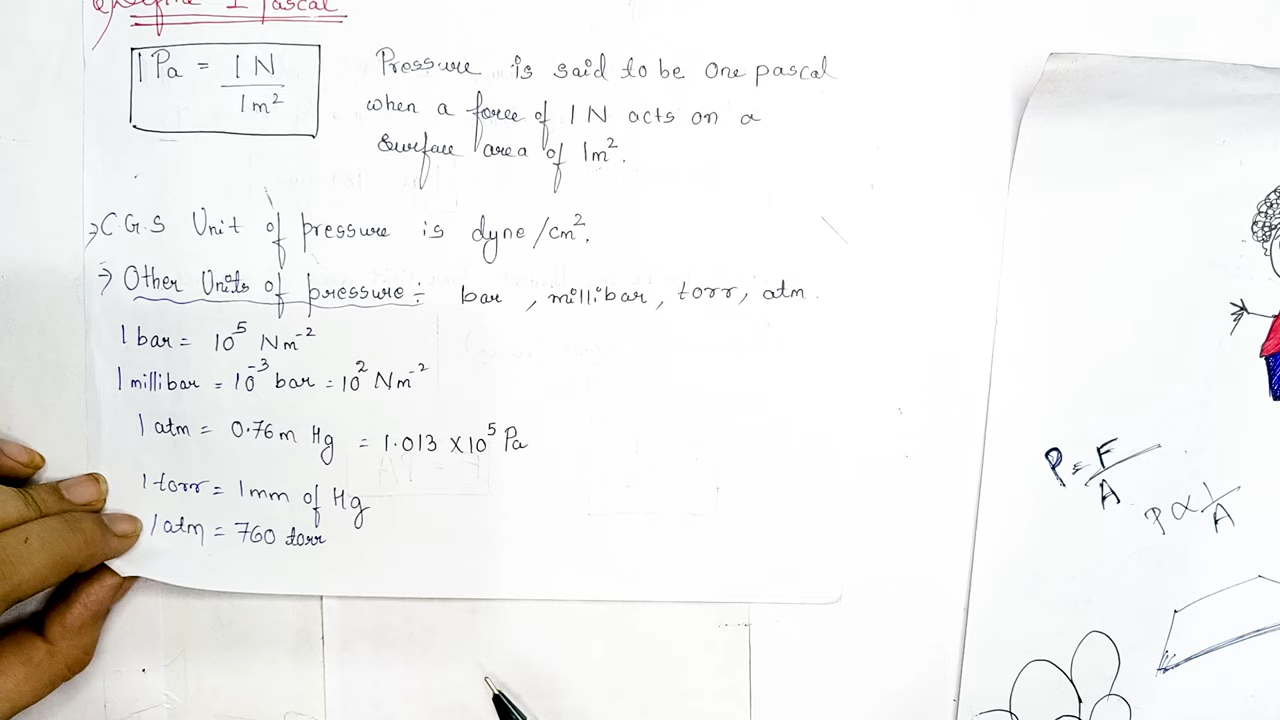 Define 1 Pascal
1 Pa = 1 N / 1 m²
Pressure is said to be one pascal
when a force of 1 N acts on a
surface area of 1m².
→ C.G.S Unit of pressure is dyne/cm².
→ Other Units of pressure :- bar, millibar, torr, atm.
1 bar = 10⁵ Nm⁻²
1 millibar = 10⁻³ bar = 10² Nm⁻²
1 atm = 0.76 m Hg = 1.013 × 10⁵ Pa
1 torr = 1 mm of Hg
1 atm = 760 torr
P = F / A
P ∝ 1 / A